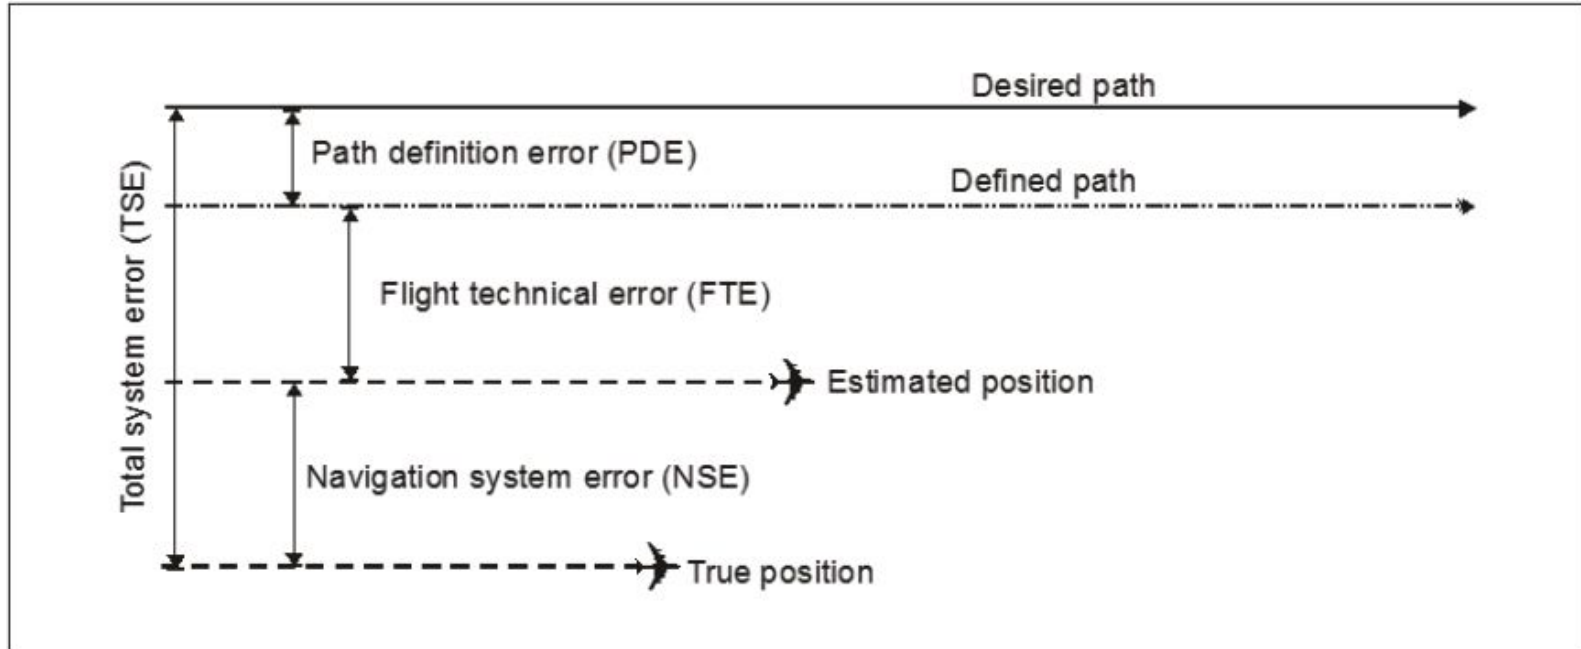 Desired path
Path definition error (PDE)
Defined path
Total system error (TSE)
Flight technical error (FTE)
Estimated position
Navigation system error (NSE)
True position